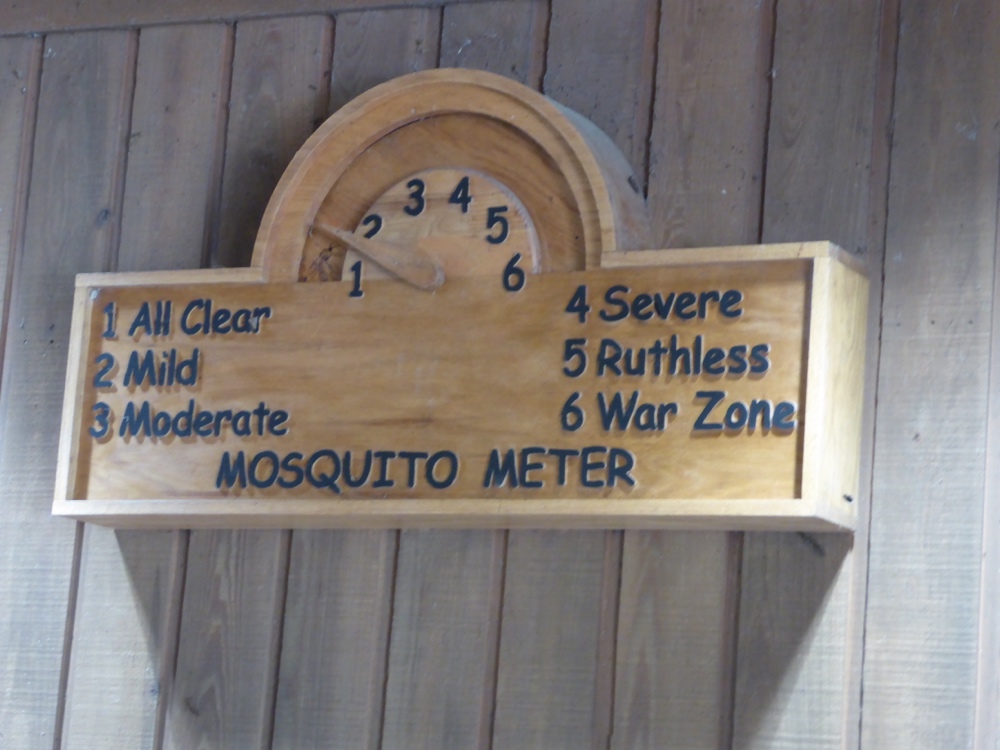 1 2 3 4 5 6
1 All Clear
2 Mild
3 Moderate
4 Severe
5 Ruthless
6 War Zone
MOSQUITO METER